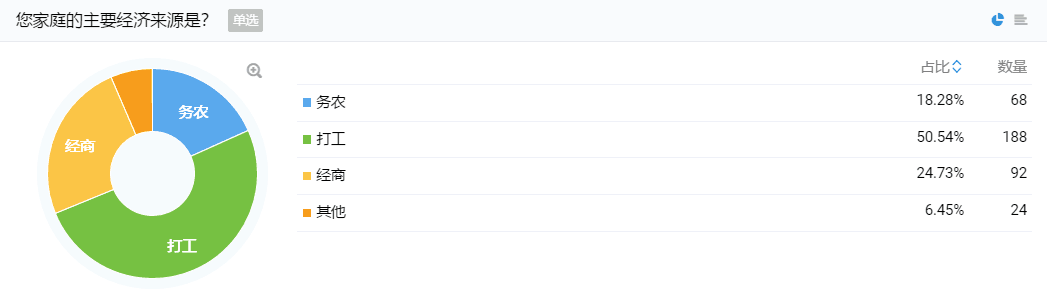 您家庭的主要经济来源是? 单选
占比 数量
务农 18.28% 68
打工 50.54% 188
经商 24.73% 92
其他 6.45% 24
务农
经商
打工